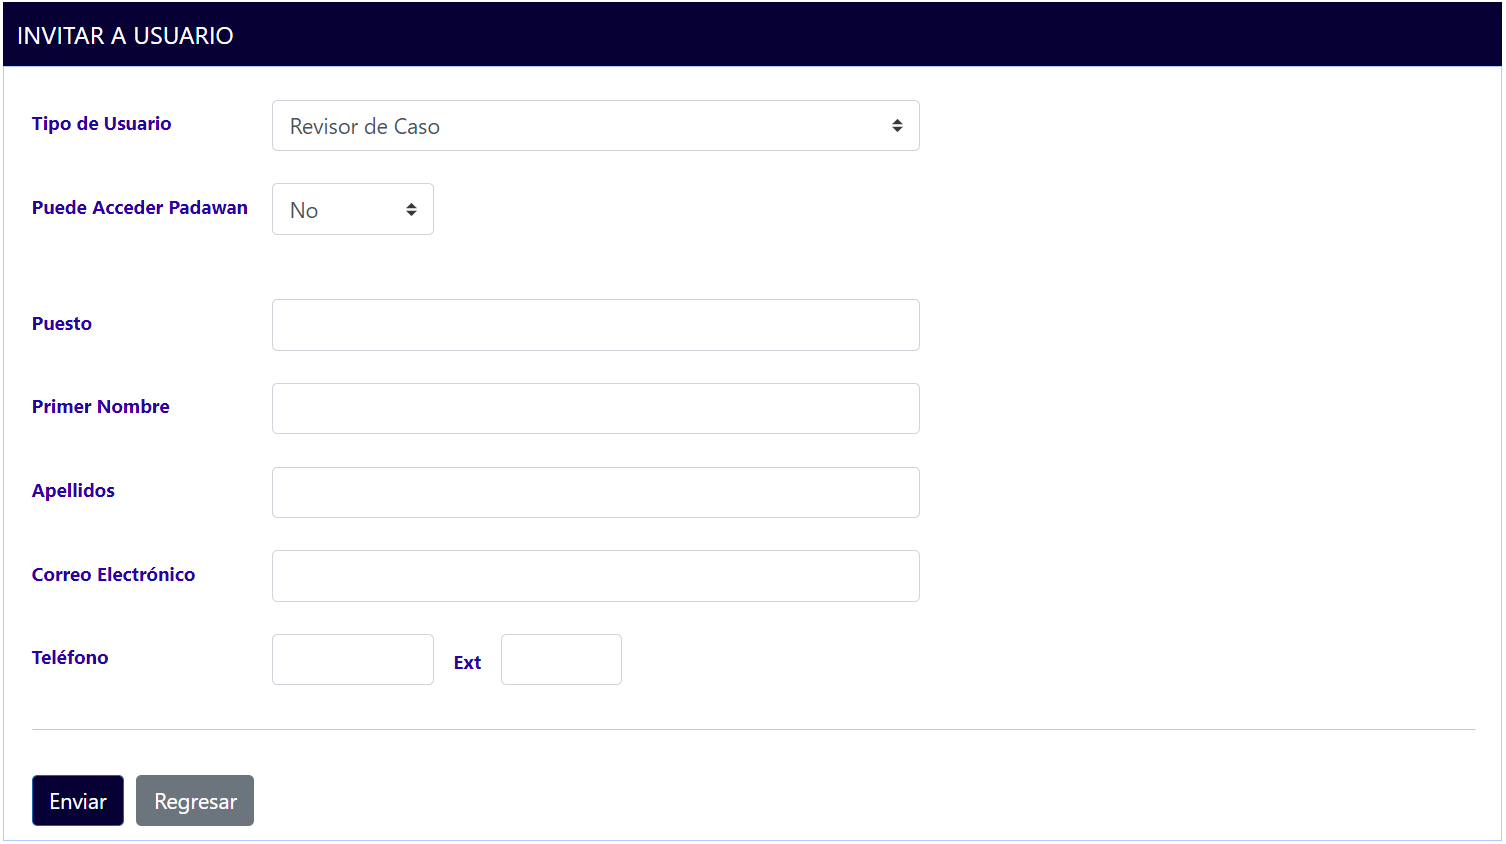 INVITAR A USUARIO
Tipo de Usuario
Revisor de Caso
Puede Acceder Padawan
No
Puesto
Primer Nombre
Apellidos
Correo Electrónico
Teléfono
Ext
Enviar
Regresar